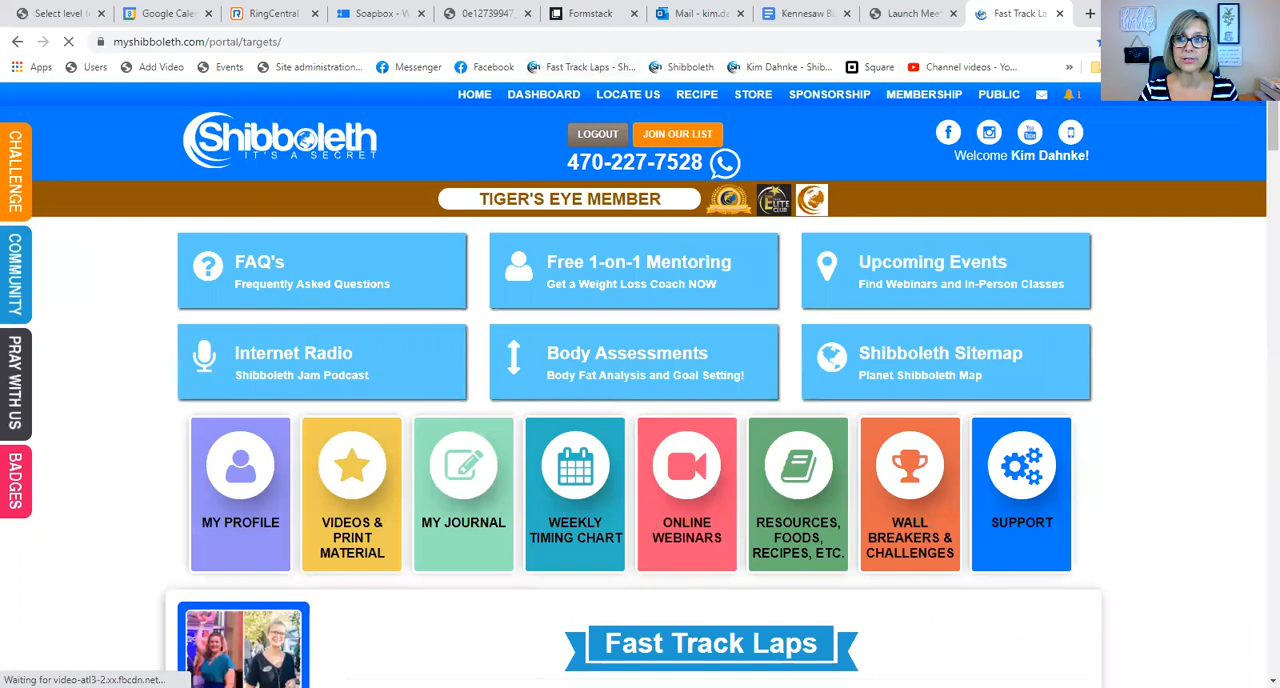 Select level t
Google Cale
RingCentral
Soapbox - W
0e12739947
Formstack
Mail - kim.d
Kennesaw B
Launch Mee
Fast Track La
myshibboleth.com/portal/targets/
Apps
Users
Add Video
Events
Site administration...
Messenger
Facebook
Fast Track Laps - Sh...
Shibboleth
Kim Dahnke - Shib...
Square
Channel videos - Yo...
»
HOME
DASHBOARD
LOCATE US
RECIPE
STORE
SPONSORSHIP
MEMBERSHIP
PUBLIC
1
Shibboleth
IT'S A SECRET
LOGOUT
JOIN OUR LIST
470-227-7528
Welcome Kim Dahnke!
TIGER'S EYE MEMBER
CHALLENGE
COMMUNITY
PRAY WITH US
BADGES
FAQ's
Frequently Asked Questions
Free 1-on-1 Mentoring
Get a Weight Loss Coach NOW
Upcoming Events
Find Webinars and In-Person Classes
Internet Radio
Shibboleth Jam Podcast
Body Assessments
Body Fat Analysis and Goal Setting!
Shibboleth Sitemap
Planet Shibboleth Map
MY PROFILE
VIDEOS &
PRINT
MATERIAL
MY JOURNAL
WEEKLY
TIMING CHART
ONLINE
WEBINARS
RESOURCES,
FOODS,
RECIPES, ETC.
WALL
BREAKERS &
CHALLENGES
SUPPORT
Fast Track Laps
Waiting for video-atl3-2.xx.fbcdn.net...